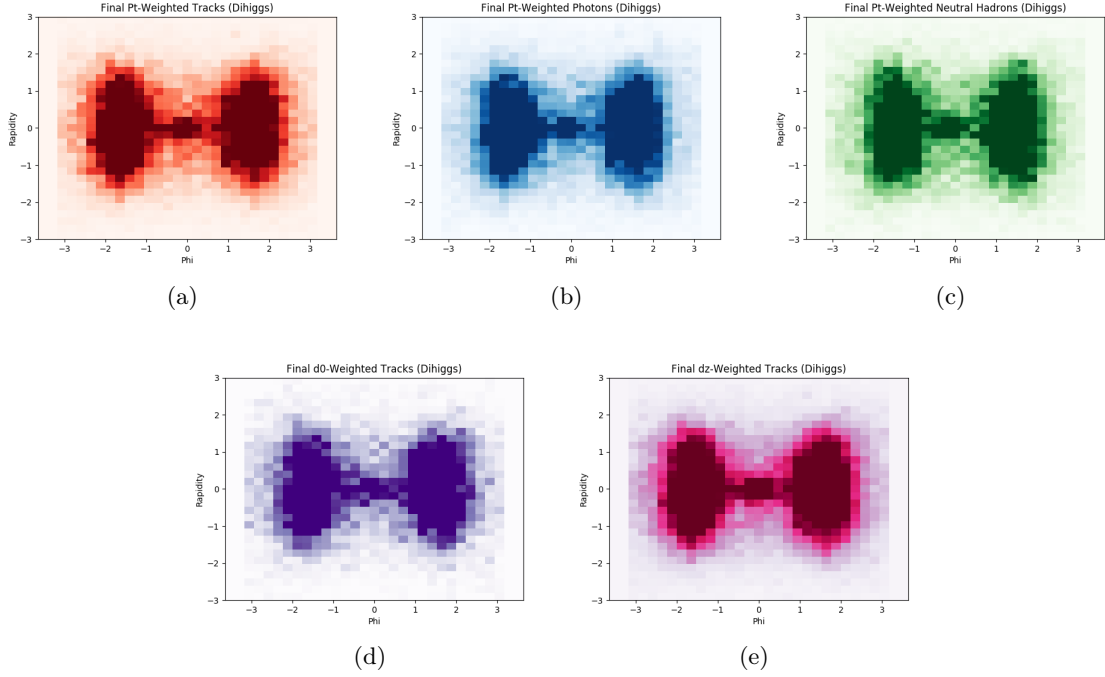 Final Pt-Weighted Tracks (Dihiggs)
3
2
1
0
−1
−2
−3
Rapidity
−3 −2 −1 0 1 2 3
Phi
(a)
Final Pt-Weighted Photons (Dihiggs)
3
2
1
0
−1
−2
−3
Rapidity
−3 −2 −1 0 1 2 3
Phi
(b)
Final Pt-Weighted Neutral Hadrons (Dihiggs)
3
2
1
0
−1
−2
−3
Rapidity
−3 −2 −1 0 1 2 3
Phi
(c)
Final d0-Weighted Tracks (Dihiggs)
3
2
1
0
−1
−2
−3
Rapidity
−3 −2 −1 0 1 2 3
Phi
(d)
Final dz-Weighted Tracks (Dihiggs)
3
2
1
0
−1
−2
−3
Rapidity
−3 −2 −1 0 1 2 3
Phi
(e)